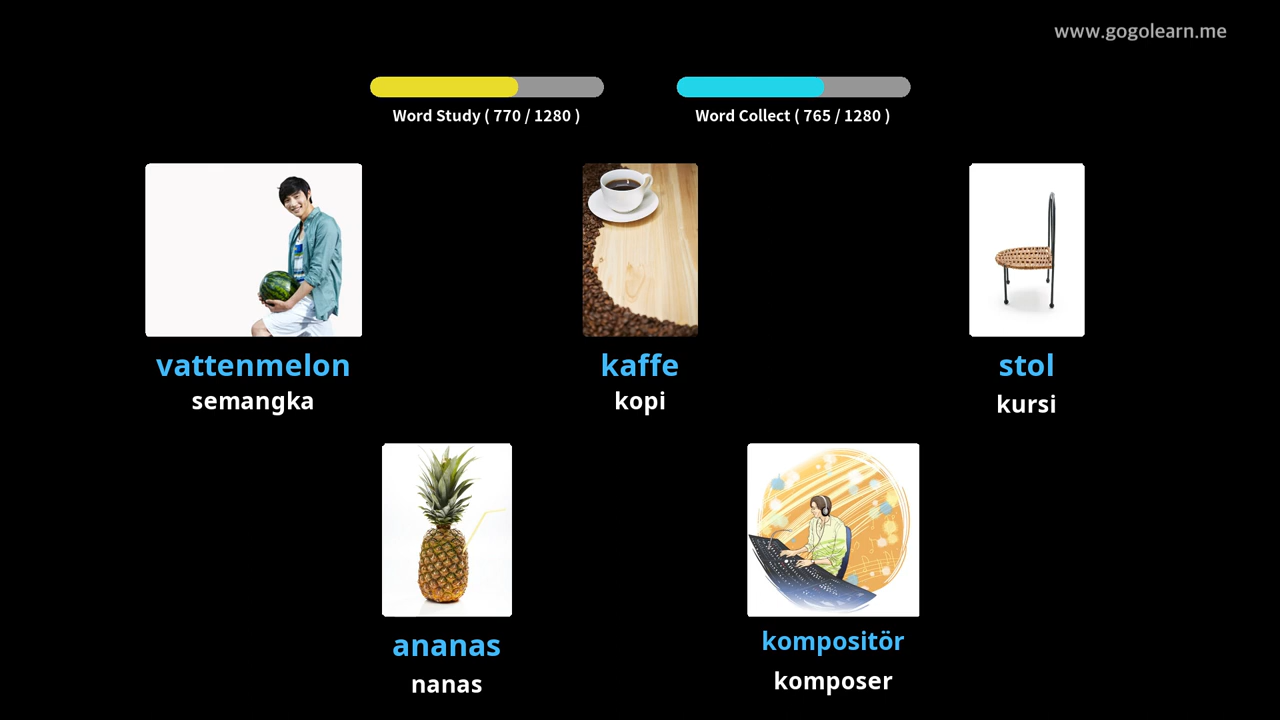 www.gogolearn.me
Word Study ( 770 / 1280 )
Word Collect ( 765 / 1280 )
vattenmelon
semangka
kaffe
kopi
stol
kursi
ananas
nanas
kompositör
komposer